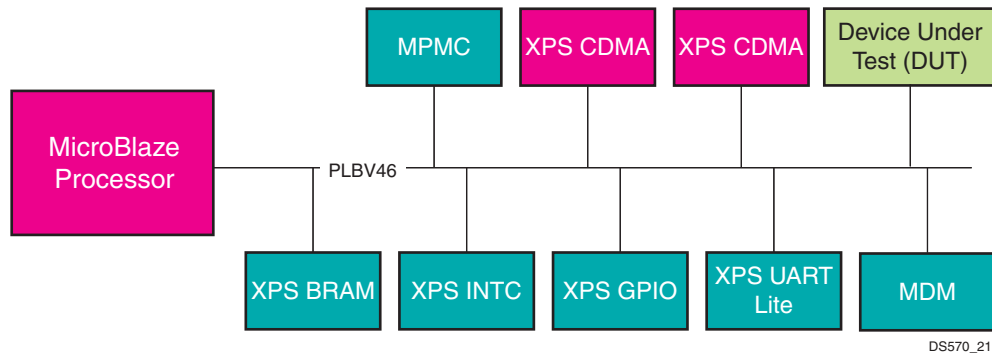 MPMC
XPS CDMA
XPS CDMA
Device Under
Test (DUT)
MicroBlaze
Processor
PLBV46
XPS BRAM
XPS INTC
XPS GPIO
XPS UART
Lite
MDM
DS570_21